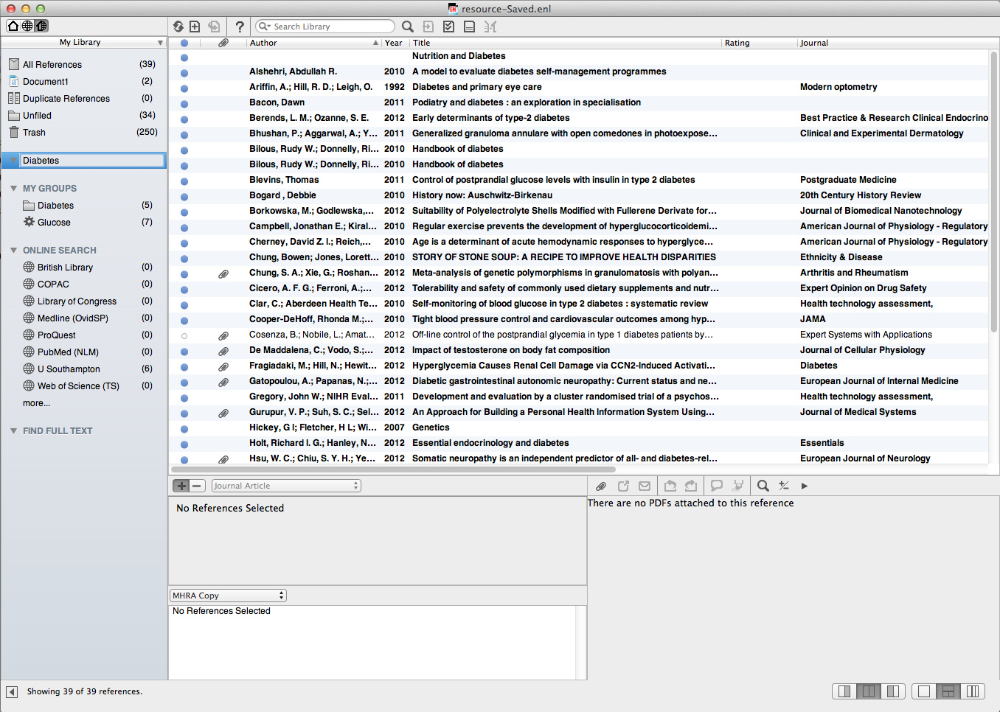 resource-Saved.enl
Search Library
My Library
Author Year Title Rating Journal
All References (39)
Document1 (2)
Duplicate References (0)
Unfiled (34)
Trash (250)
Diabetes
MY GROUPS
Diabetes (5)
Glucose (7)
ONLINE SEARCH
British Library (0)
COPAC (0)
Library of Congress (0)
Medline (OvidSP) (0)
ProQuest (0)
PubMed (NLM) (0)
U Southampton (6)
Web of Science (TS) (0)
more...
FIND FULL TEXT
Nutrition and Diabetes
Alshehri, Abdullah R. 2010 A model to evaluate diabetes self-management programmes
Ariffin, A.; Hill, R. D.; Leigh, O. 1992 Diabetes and primary eye care Modern optometry
Bacon, Dawn 2011 Podiatry and diabetes : an exploration in specialisation
Berends, L. M.; Ozanne, S. E. 2012 Early determinants of type-2 diabetes Best Practice & Research Clinical Endocrino
Bhushan, P.; Aggarwal, A.; Y... 2011 Generalized granuloma annulare with open comedones in photoexpose... Clinical and Experimental Dermatology
Bilous, Rudy W.; Donnelly, Ri... 2010 Handbook of diabetes
Bilous, Rudy W.; Donnelly, Ri... 2010 Handbook of diabetes
Blevins, Thomas 2011 Control of postprandial glucose levels with insulin in type 2 diabetes Postgraduate Medicine
Bogard , Debbie 2010 History now: Auschwitz-Birkenau 20th Century History Review
Borkowska, M.; Godlewska,... 2012 Suitability of Polyelectrolyte Shells Modified with Fullerene Derivate for... Journal of Biomedical Nanotechnology
Campbell, Jonathan E.; Kiral... 2010 Regular exercise prevents the development of hyperglucocorticoidemi... American Journal of Physiology - Regulatory
Cherney, David Z. I.; Reich,... 2010 Age is a determinant of acute hemodynamic responses to hyperglyce... American Journal of Physiology - Regulatory
Chung, Bowen; Jones, Lorett... 2010 STORY OF STONE SOUP: A RECIPE TO IMPROVE HEALTH DISPARITIES Ethnicity & Disease
Chung, S. A.; Xie, G.; Roshan... 2012 Meta-analysis of genetic polymorphisms in granulomatosis with polyan... Arthritis and Rheumatism
Cicero, A. F. G.; Ferroni, A.;... 2012 Tolerability and safety of commonly used dietary supplements and nutr... Expert Opinion on Drug Safety
Clar, C.; Aberdeen Health Te... 2010 Self-monitoring of blood glucose in type 2 diabetes : systematic review Health technology assessment,
Cooper-DeHoff, Rhonda M.;... 2010 Tight blood pressure control and cardiovascular outcomes among hyp... JAMA
Cosenza, B.; Nobile, L.; Amat... 2012 Off-line control of the postprandial glycemia in type 1 diabetes patients by... Expert Systems with Applications
De Maddalena, C.; Vodo, S.;... 2012 Impact of testosterone on body fat composition Journal of Cellular Physiology
Fragiadaki, M.; Hill, N.; Hewit... 2012 Hyperglycemia Causes Renal Cell Damage via CCN2-Induced Activati... Diabetes
Gatopoulou, A.; Papanas, N.;... 2012 Diabetic gastrointestinal autonomic neuropathy: Current status and ne... European Journal of Internal Medicine
Gregory, John W.; NIHR Eval... 2011 Development and evaluation by a cluster randomised trial of a psychos... Health technology assessment,
Gurupur, V. P.; Suh, S. C.; Sel... 2012 An Approach for Building a Personal Health Information System Using... Journal of Medical Systems
Hickey, G I; Fletcher, H L; Wi... 2007 Genetics
Holt, Richard I. G.; Hanley, N... 2012 Essential endocrinology and diabetes Essentials
Hsu, W. C.; Chiu, S. Y. H.; Ye... 2012 Somatic neuropathy is an independent predictor of all- and diabetes-rel... European Journal of Neurology
Journal Article
No References Selected
There are no PDFs attached to this reference
MHRA Copy
No References Selected
Showing 39 of 39 references.